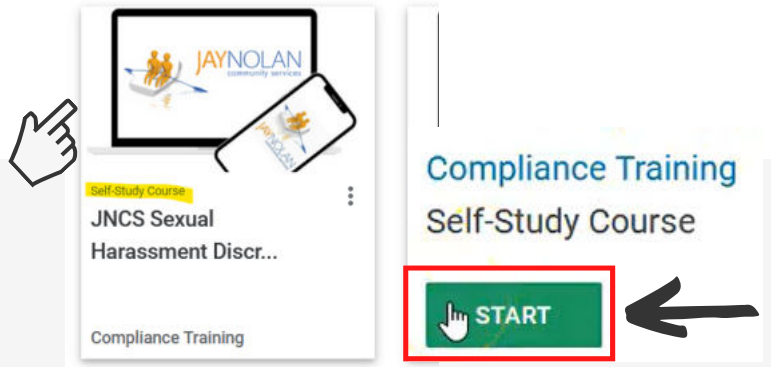 JAYNOLAN
community services
JAYNOLAN
Self-Study Course
JNCS Sexual
Harassment Discr...
Compliance Training
Compliance Training
Self-Study Course
START